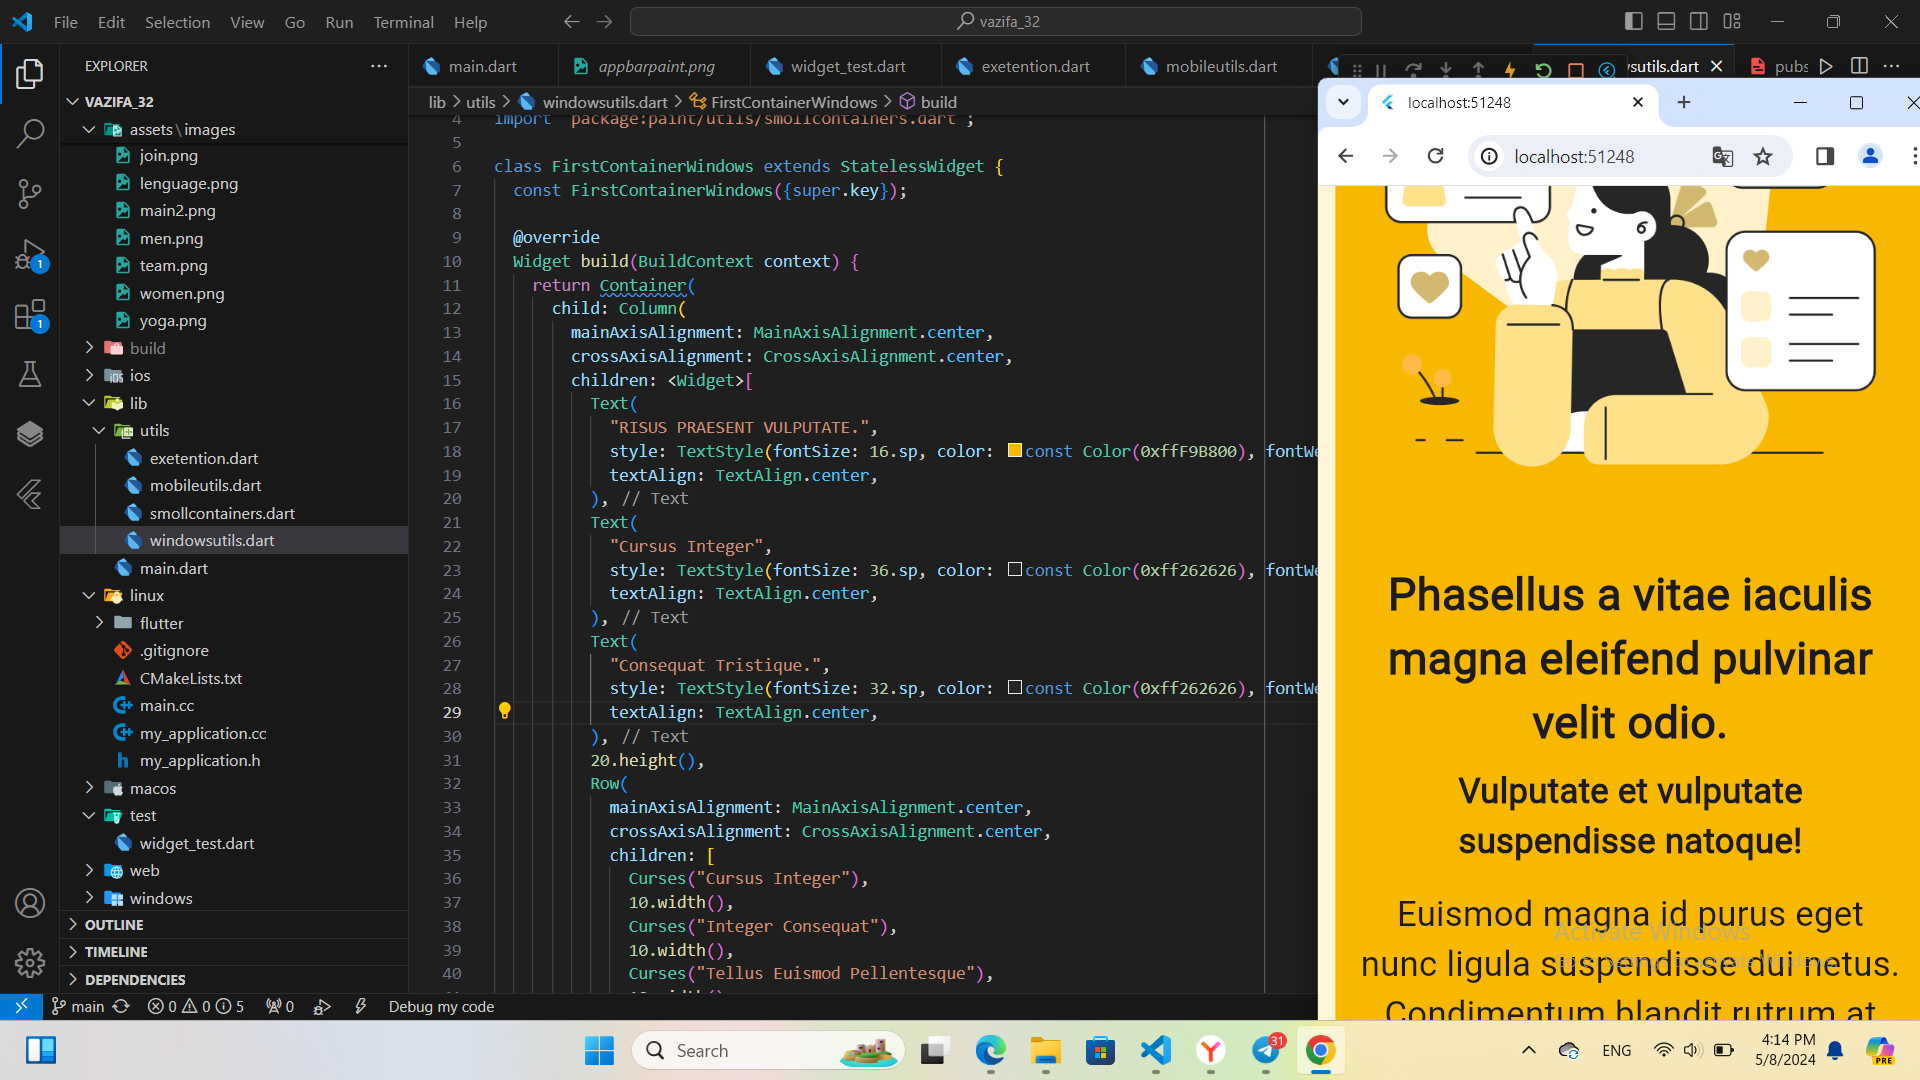 File Edit Selection View Go Run Terminal Help
vazifa_32
EXPLORER
VAZIFA_32
assets \ images
join.png
lenguage.png
main2.png
men.png
team.png
women.png
yoga.png
build
ios
lib
utils
exetention.dart
mobileutils.dart
smollcontainers.dart
windowsutils.dart
main.dart
linux
flutter
.gitignore
CMakeLists.txt
main.cc
my_application.cc
my_application.h
macos
test
widget_test.dart
web
windows
OUTLINE
TIMELINE
DEPENDENCIES
1
1
main.dart appbarpaint.png widget_test.dart exetention.dart mobileutils.dart sutils.dart pubs
lib > utils > windowsutils.dart > FirstContainerWindows > build
4 import 'package:paint/utils/smollcontainers.dart';
5
6 class FirstContainerWindows extends StatelessWidget {
7 const FirstContainerWindows({super.key});
8
9 @override
10 Widget build(BuildContext context) {
11 return Container(
12 child: Column(
13 mainAxisAlignment: MainAxisAlignment.center,
14 crossAxisAlignment: CrossAxisAlignment.center,
15 children: <Widget>[
16 Text(
17 "RISUS PRAESENT VULPUTATE.",
18 style: TextStyle(fontSize: 16.sp, color: const Color(0xffF9B800), fontWe
19 textAlign: TextAlign.center,
20 ), // Text
21 Text(
22 "Cursus Integer",
23 style: TextStyle(fontSize: 36.sp, color: const Color(0xff262626), fontWe
24 textAlign: TextAlign.center,
25 ), // Text
26 Text(
27 "Consequat Tristique.",
28 style: TextStyle(fontSize: 32.sp, color: const Color(0xff262626), fontWe
29 textAlign: TextAlign.center,
30 ), // Text
31 20.height(),
32 Row(
33 mainAxisAlignment: MainAxisAlignment.center,
34 crossAxisAlignment: CrossAxisAlignment.center,
35 children: [
36 Curses("Cursus Integer"),
37 10.width(),
38 Curses("Integer Consequat"),
39 10.width(),
40 Curses("Tellus Euismod Pellentesque"),
localhost:51248
localhost:51248
Phasellus a vitae iaculis
magna eleifend pulvinar
velit odio.
Vulputate et vulputate
suspendisse natoque!
Euismod magna id purus eget
nunc ligula suspendisse dui netus.
Condimentum blandit rutrum at
Activate Windows
main 0 0 5 0 Debug my code
Search
31
ENG
4:14 PM
5/8/2024
PRE